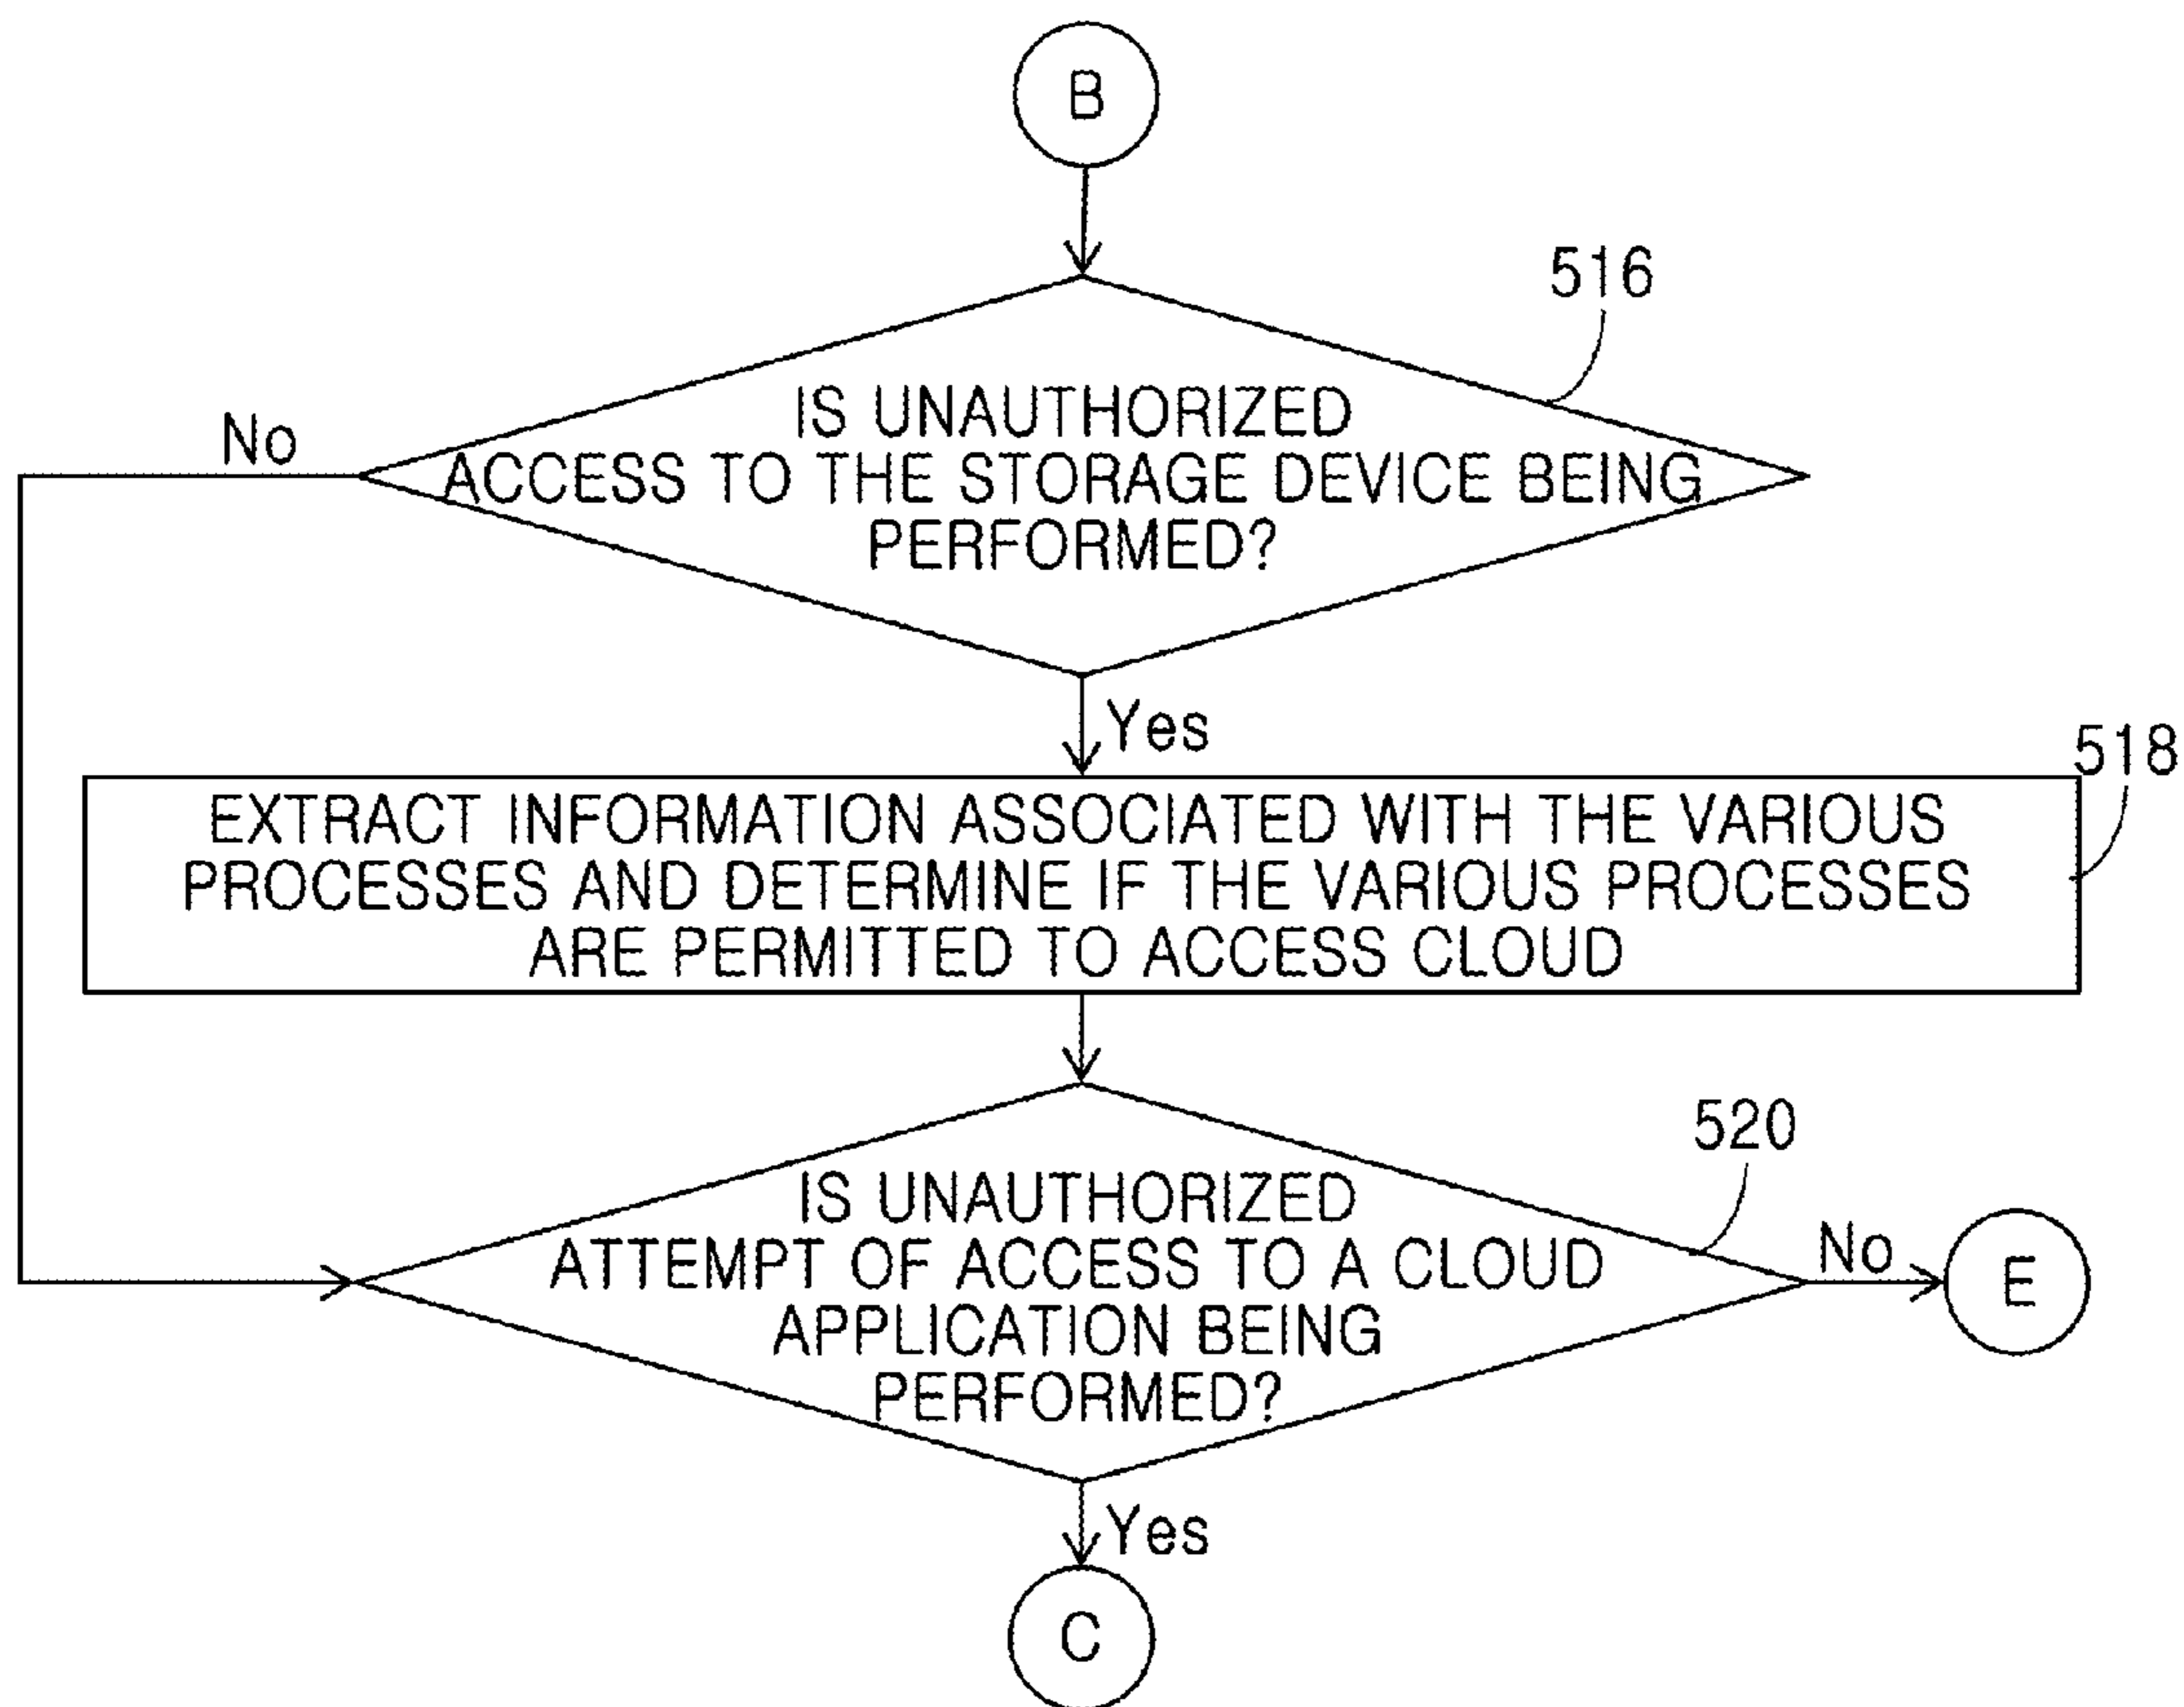 B
516
IS UNAUTHORIZED
No
ACCESS TO THE STORAGE DEVICE BEING
PERFORMED?
Yes
518
EXTRACT INFORMATION ASSOCIATED WITH THE VARIOUS
PROCESSES AND DETERMINE IF THE VARIOUS PROCESSES
ARE PERMITTED TO ACCESS CLOUD
520
IS UNAUTHORIZED
ATTEMPT OF ACCESS TO A CLOUD
APPLICATION BEING
PERFORMED?
No
E
Yes
C